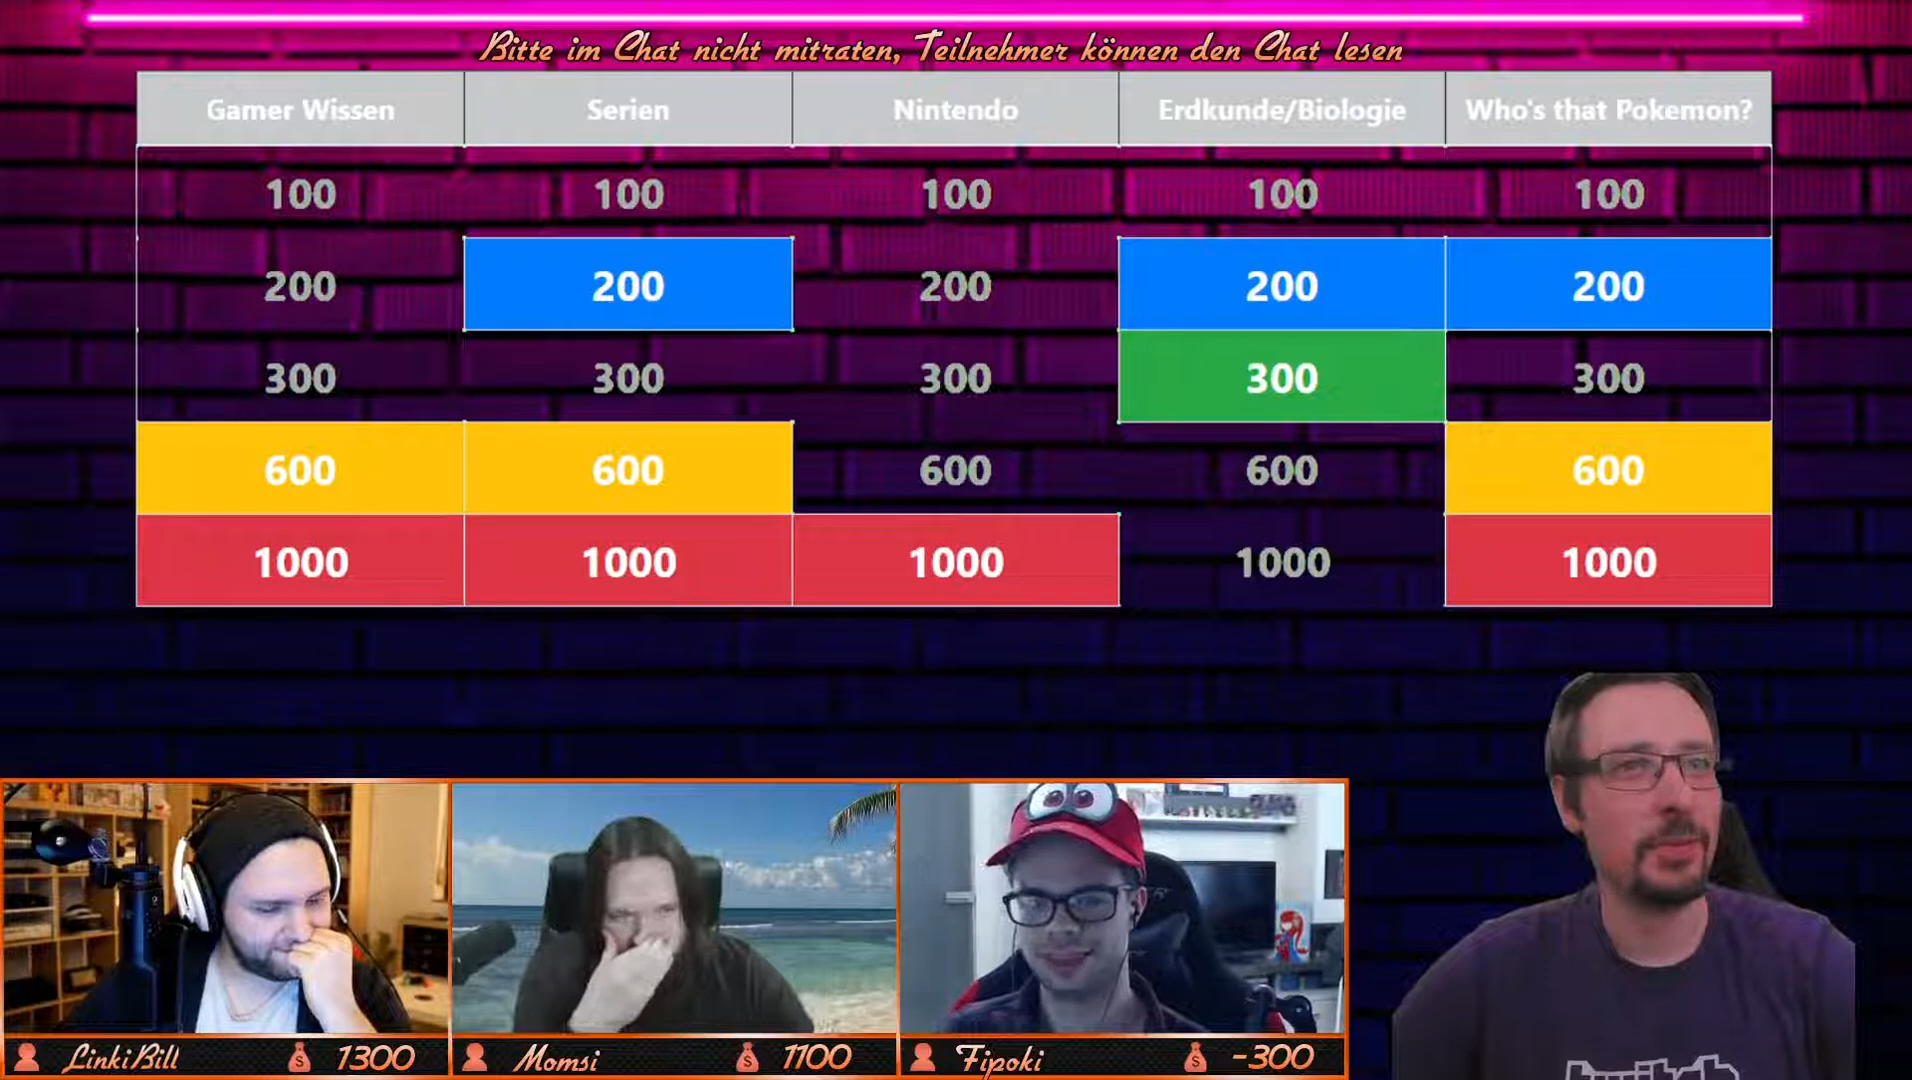 Bitte im Chat nicht mitraten, Teilnehmer können den Chat lesen
Gamer Wissen Serien Nintendo Erdkunde/Biologie Who's that Pokemon?
100 100 100 100 100
200 200 200 200 200
300 300 300 300 300
600 600 600 600 600
1000 1000 1000 1000 1000
LinkiBill $ 1300 Momsi $ 1100 Fipoki $ -300